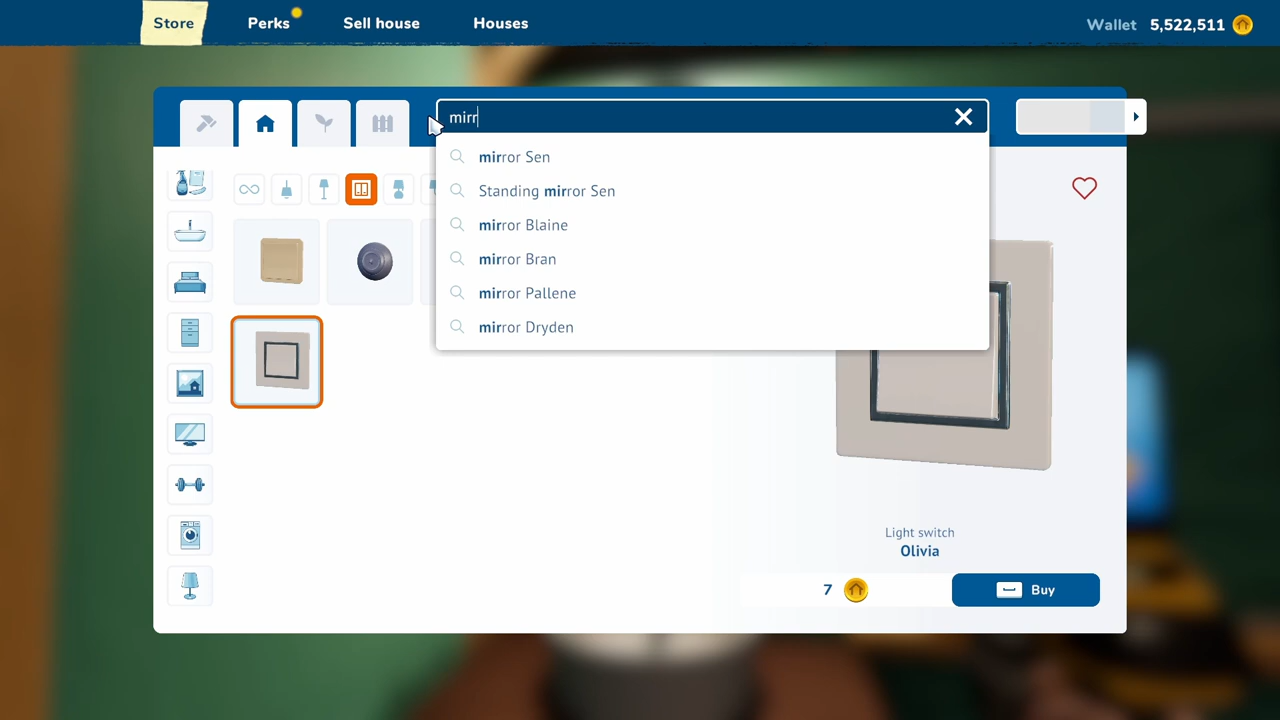 Store
Perks
Sell house
Houses
Wallet 5,522,511
mirr
mirror Sen
Standing mirror Sen
mirror Blaine
mirror Bran
mirror Pallene
mirror Dryden
Light switch
Olivia
7
Buy